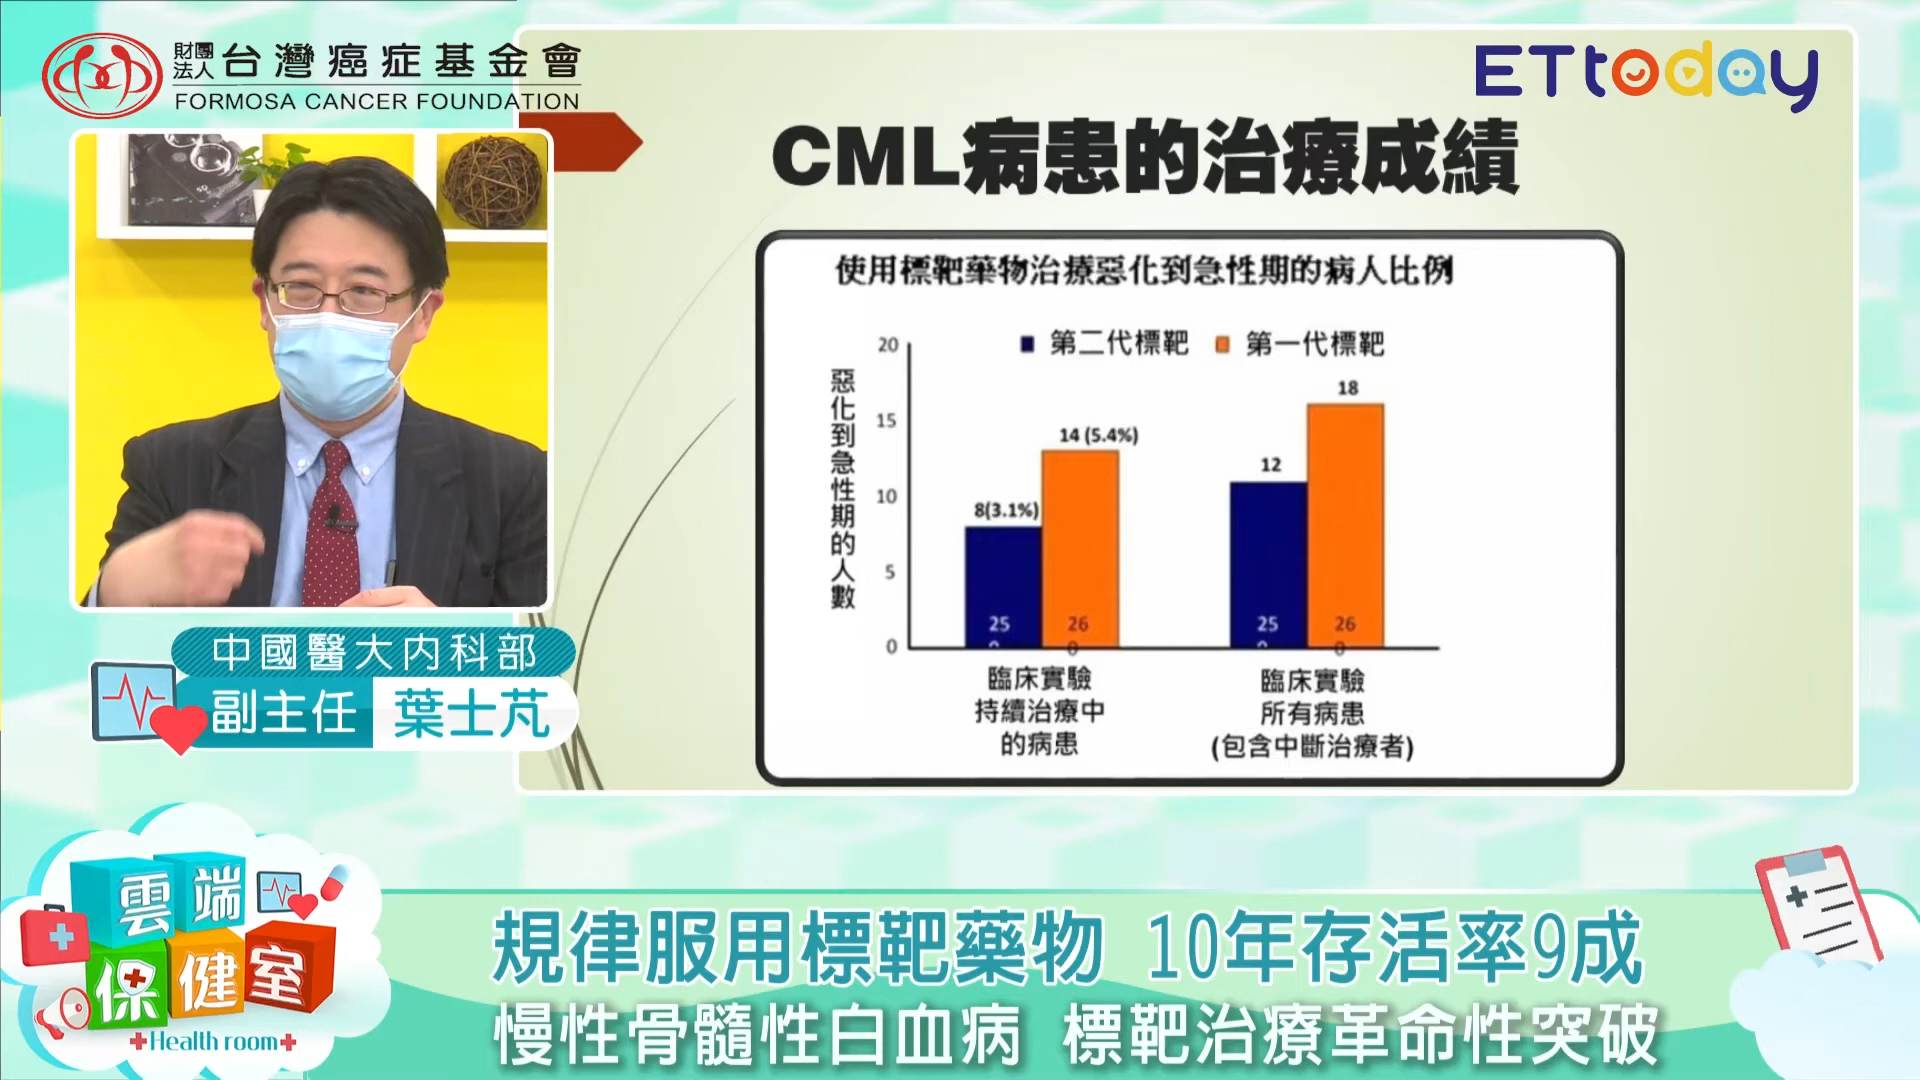 財團法人 台灣癌症基金會
FORMOSA CANCER FOUNDATION
ETtoday
CML病患的治療成績
使用標靶藥物治療惡化到急性期的病人比例
第二代標靶 第一代標靶
惡化到急性期的人數
20
15
10
5
0
8(3.1%)
14 (5.4%)
12
18
25
26
0
25
26
0
臨床實驗
持續治療中
的病患
臨床實驗
所有病患
(包含中斷治療者)
中國醫大內科部
副主任 葉士芃
雲端
保健室
Health room
規律服用標靶藥物 10年存活率9成
慢性骨髓性白血病 標靶治療革命性突破